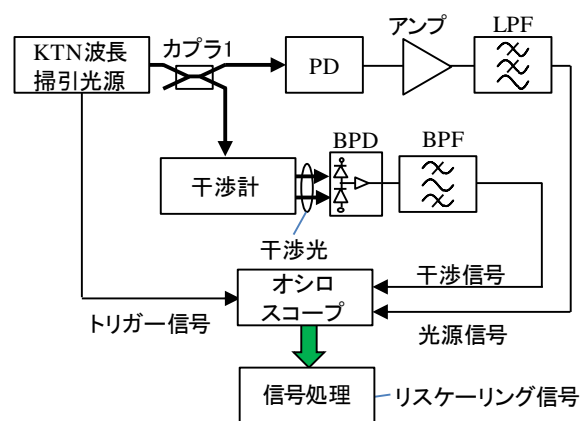 KTN波長
掃引光源
カプラ1
PD
アンプ
LPF
干渉計
BPD
BPF
干渉光
オシロ
スコープ
干渉信号
トリガー信号
光源信号
信号処理
リスケーリング信号